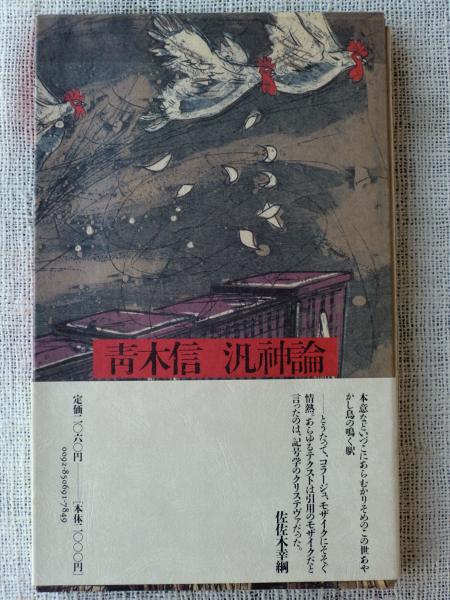 青木信 汎神論
本意などいづこにあらむかりそめのこの世あや
かし鳥の鳴く駅
――とうたって、コラージュ、モザイクにそそぐ
情熱。あらゆるテクストは引用のモザイクだと
言ったのは、記号学のクリステヴァだった。
佐佐木幸綱
定価二〇六〇円――[本体二〇〇〇円]
0092-850691-7849